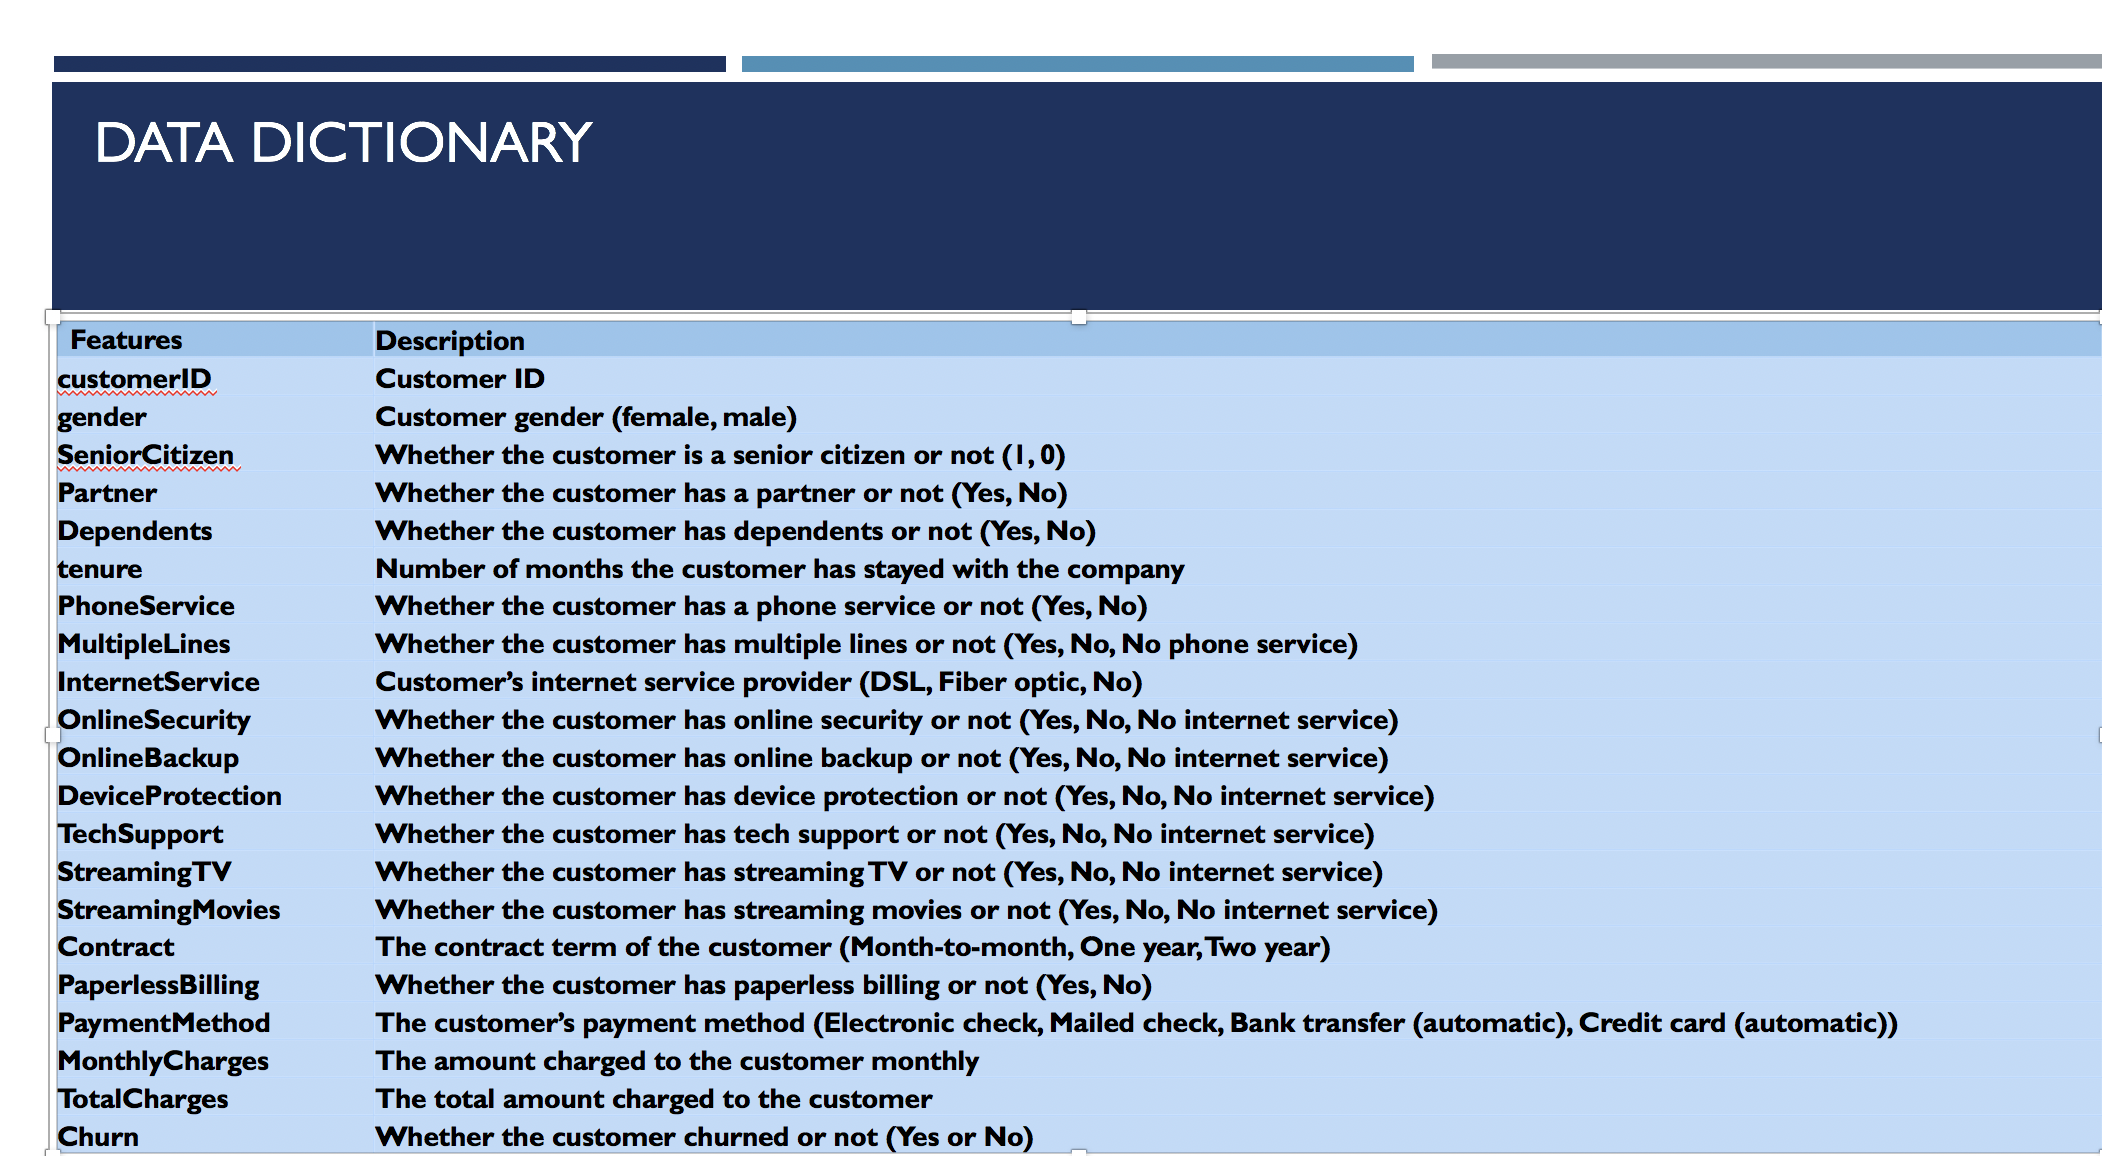 DATA DICTIONARY
Features Description
customerID Customer ID
gender Customer gender (female, male)
SeniorCitizen Whether the customer is a senior citizen or not (1, 0)
Partner Whether the customer has a partner or not (Yes, No)
Dependents Whether the customer has dependents or not (Yes, No)
tenure Number of months the customer has stayed with the company
PhoneService Whether the customer has a phone service or not (Yes, No)
MultipleLines Whether the customer has multiple lines or not (Yes, No, No phone service)
InternetService Customer’s internet service provider (DSL, Fiber optic, No)
OnlineSecurity Whether the customer has online security or not (Yes, No, No internet service)
OnlineBackup Whether the customer has online backup or not (Yes, No, No internet service)
DeviceProtection Whether the customer has device protection or not (Yes, No, No internet service)
TechSupport Whether the customer has tech support or not (Yes, No, No internet service)
StreamingTV Whether the customer has streaming TV or not (Yes, No, No internet service)
StreamingMovies Whether the customer has streaming movies or not (Yes, No, No internet service)
Contract The contract term of the customer (Month-to-month, One year, Two year)
PaperlessBilling Whether the customer has paperless billing or not (Yes, No)
PaymentMethod The customer’s payment method (Electronic check, Mailed check, Bank transfer (automatic), Credit card (automatic))
MonthlyCharges The amount charged to the customer monthly
TotalCharges The total amount charged to the customer
Churn Whether the customer churned or not (Yes or No)